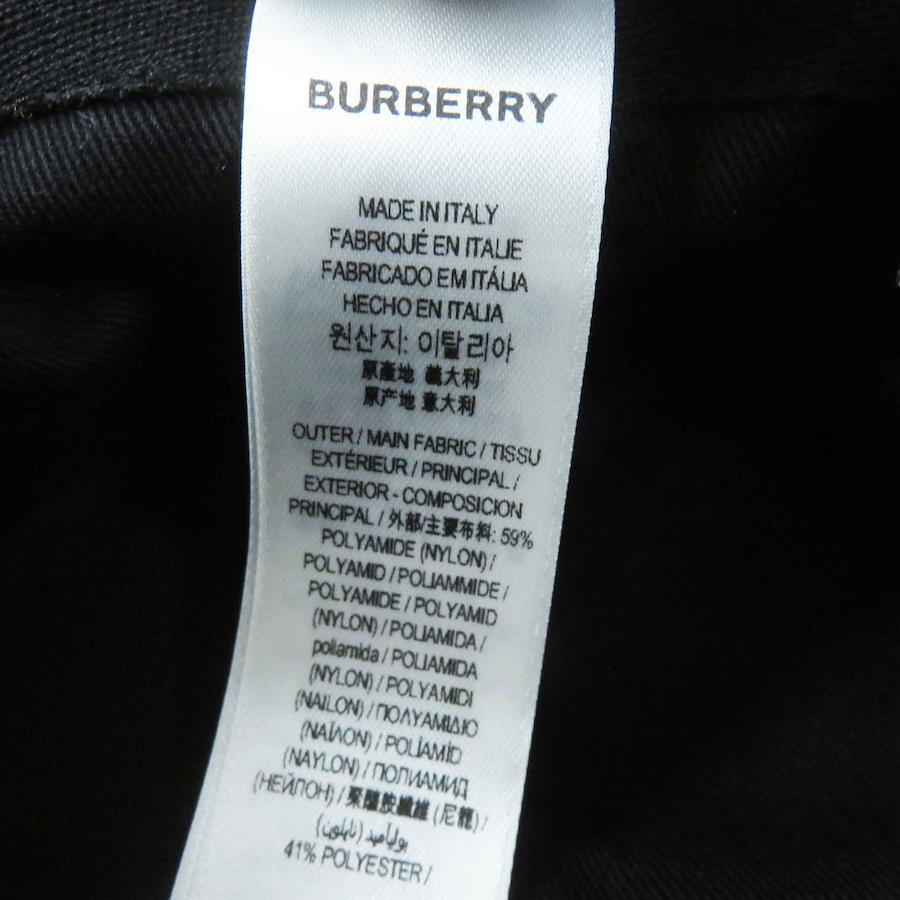 BURBERRY
MADE IN ITALY
FABRIQUÉ EN ITALIE
FABRICADO EM ITÁLIA
HECHO EN ITALIA
원산지: 이탈리아
原產地 義大利
原产地 意大利
OUTER / MAIN FABRIC / TISSU
EXTÉRIEUR / PRINCIPAL /
EXTERIOR - COMPOSICION
PRINCIPAL / 外部/主要布料: 59%
POLYAMIDE (NYLON) /
POLYAMID / POLIAMMIDE /
POLYAMIDE / POLYAMID
(NYLON) / POLIAMIDA /
poliamida / POLIAMIDA
(NYLON) / POLYAMIDI
(NAILON) / ΠΟΛΥΑΜΙΔΙΟ
(ΝΑΪΛΟΝ) / POLÍAMÍD
(NAYLON) / ПОЛИАМИД
(НЕЙЛОН) / 聚醯胺纖維 (尼龍) /
بولياميد (نايلون)
41% POLYESTER /